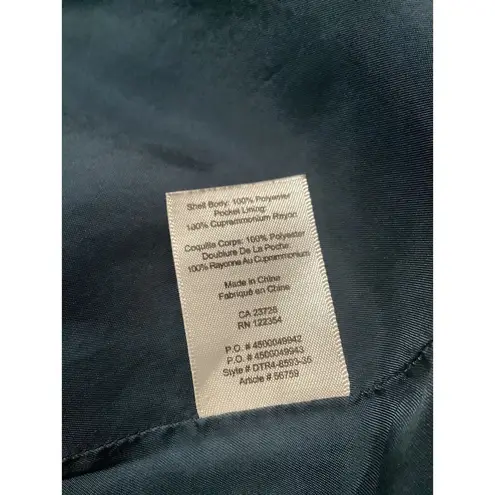 Shell Body: 100% Polyester
Pocket Lining:
100% Cuprammonium Rayon
Coquille Corps: 100% Polyester
Doublure De La Poche:
100% Rayonne Au Cuprammonium
Made in China
Fabriqué en Chine
CA 23725
RN 122354
P.O. # 4500049942
P.O. # 4500049943
Style # DTR4-8593-35
Article # 56759